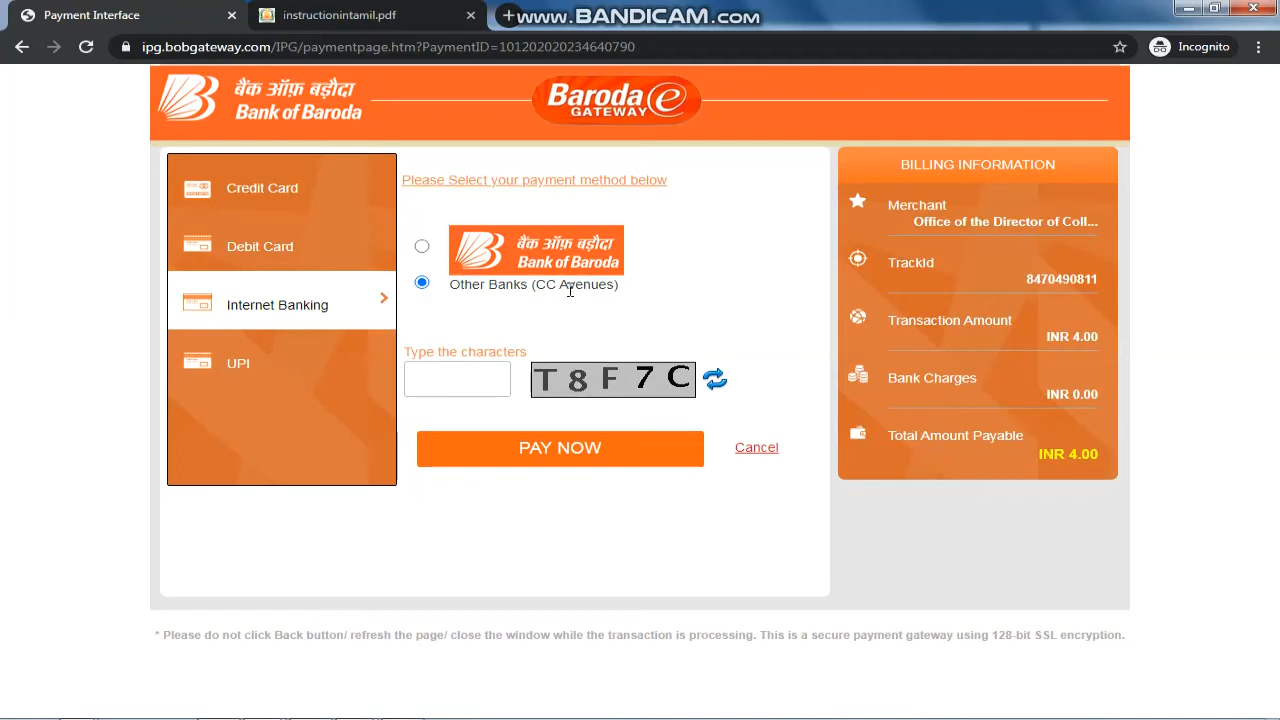 Payment Interface
instructionintamil.pdf
www.BANDICAM.com
ipg.bobgateway.com/IPG/paymentpage.htm?PaymentID=101202020234640790
Incognito
बैंक ऑफ़ बड़ौदा
Bank of Baroda
Baroda e
GATEWAY
Credit Card
Debit Card
Internet Banking
UPI
Please Select your payment method below
बैंक ऑफ़ बड़ौदा
Bank of Baroda
Other Banks (CC Avenues)
Type the characters
T8F7C
PAY NOW
Cancel
BILLING INFORMATION
Merchant
Office of the Director of Coll...
TrackId
8470490811
Transaction Amount
INR 4.00
Bank Charges
INR 0.00
Total Amount Payable
INR 4.00
* Please do not click Back button/ refresh the page/ close the window while the transaction is processing. This is a secure payment gateway using 128-bit SSL encryption.